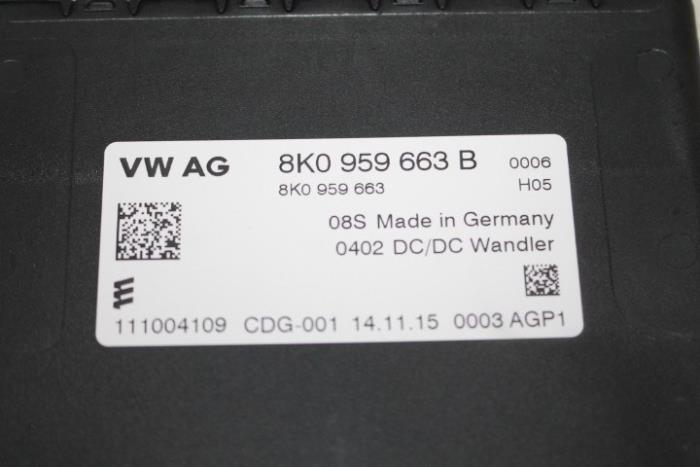 VW AG 8K0 959 663 B 0006
8K0 959 663 H05
08S Made in Germany
0402 DC/DC Wandler
111004109 CDG-001 14.11.15 0003 AGP1